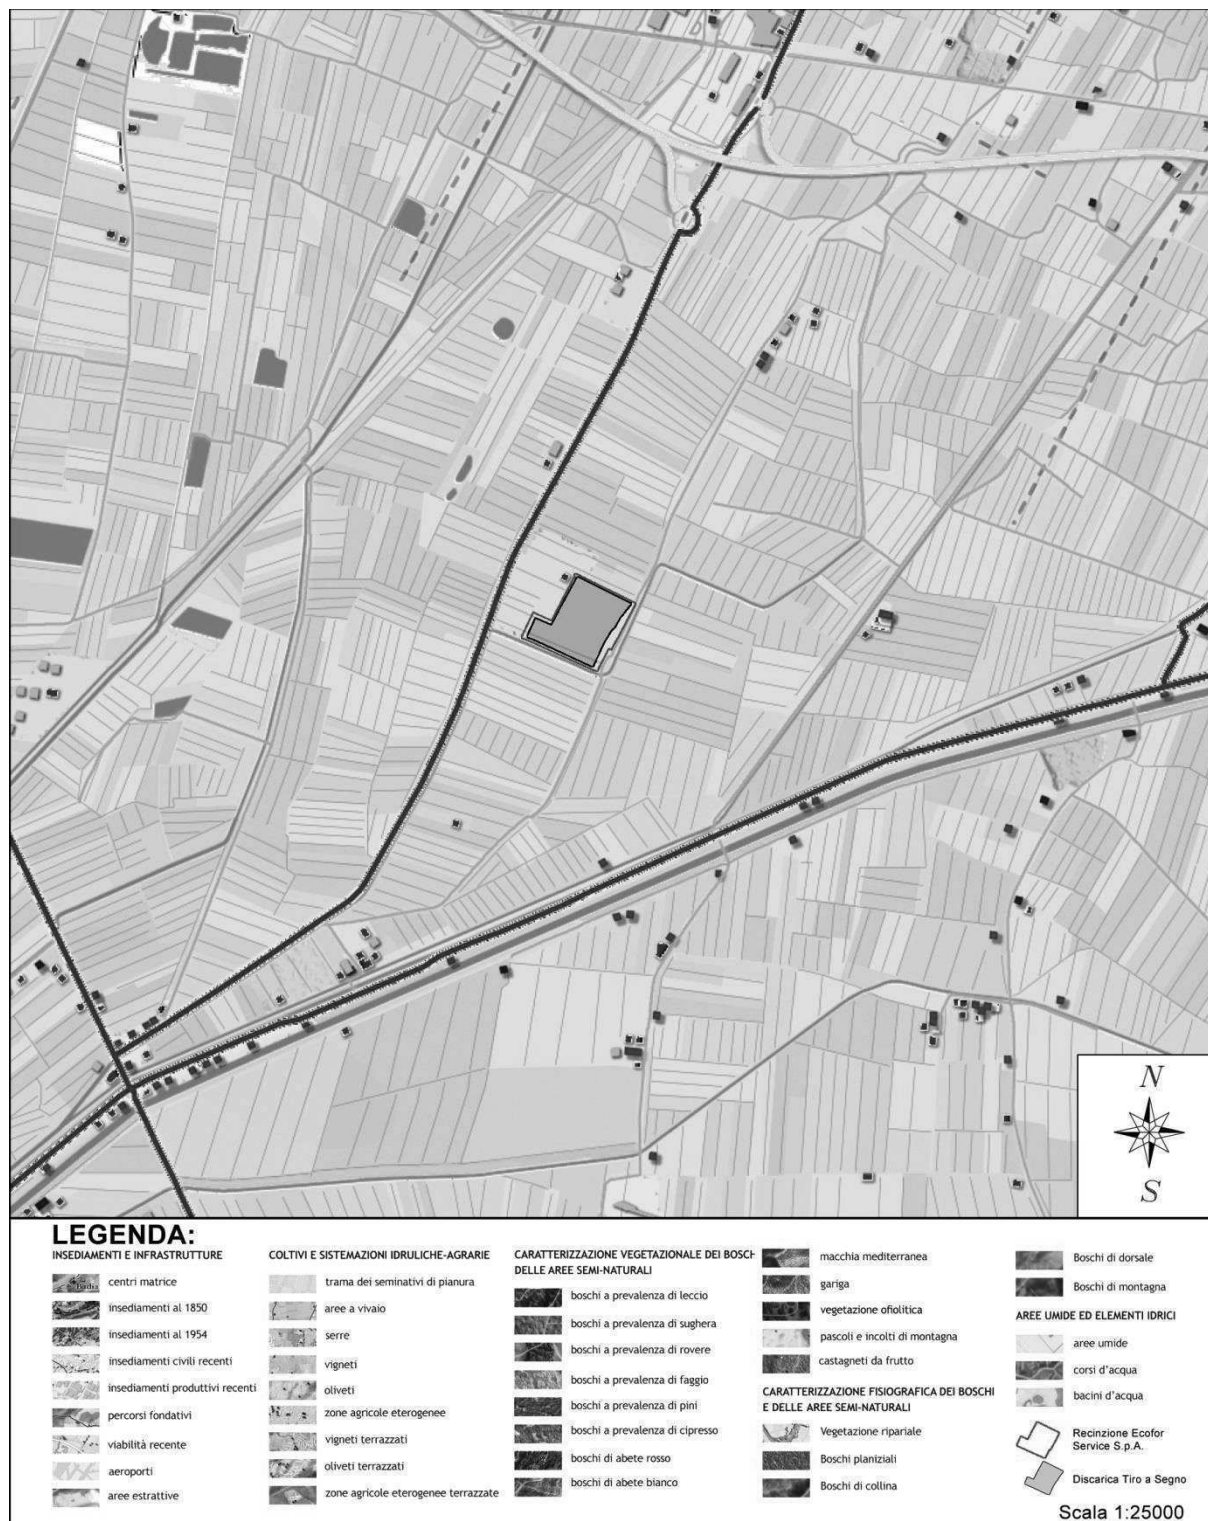 N
S
LEGENDA:
INSEDIAMENTI E INFRASTRUTTURE
centri matrice
insediamenti al 1850
insediamenti al 1954
insediamenti civili recenti
insediamenti produttivi recenti
percorsi fondativi
viabilità recente
aeroporti
aree estrattive
COLTIVI E SISTEMAZIONI IDRULICHE-AGRARIE
trama dei seminativi di pianura
aree a vivaio
serre
vigneti
oliveti
zone agricole eterogenee
vigneti terrazzati
oliveti terrazzati
zone agricole eterogenee terrazzate
CARATTERIZZAZIONE VEGETAZIONALE DEI BOSCH
DELLE AREE SEMI-NATURALI
boschi a prevalenza di leccio
boschi a prevalenza di sughera
boschi a prevalenza di rovere
boschi a prevalenza di faggio
boschi a prevalenza di pini
boschi a prevalenza di cipresso
boschi di abete rosso
boschi di abete bianco
macchia mediterranea
gariga
vegetazione ofiolitica
pascoli e incolti di montagna
castagneti da frutto
CARATTERIZZAZIONE FISIOGRAFICA DEI BOSCHI
E DELLE AREE SEMI-NATURALI
Vegetazione ripariale
Boschi planiziali
Boschi di collina
Boschi di dorsale
Boschi di montagna
AREE UMIDE ED ELEMENTI IDRICI
aree umide
corsi d'acqua
bacini d'acqua
Recinzione Ecofor
Service S.p.A.
Discarica Tiro a Segno
Scala 1:25000